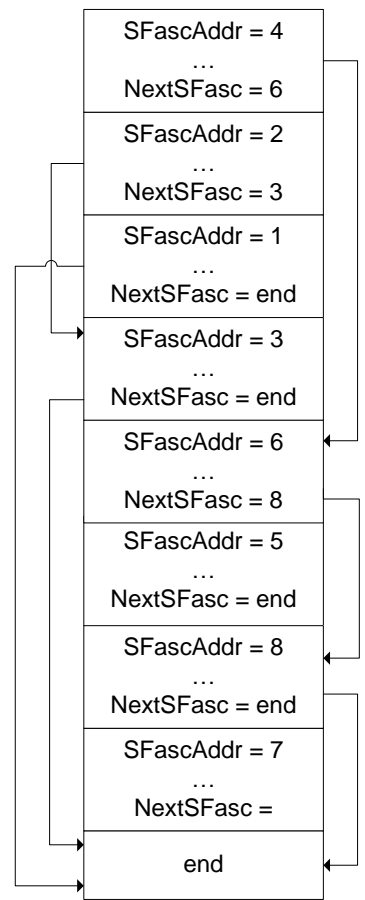 SFascAddr = 4
…
NextSFasc = 6
SFascAddr = 2
…
NextSFasc = 3
SFascAddr = 1
…
NextSFasc = end
SFascAddr = 3
…
NextSFasc = end
SFascAddr = 6
…
NextSFasc = 8
SFascAddr = 5
…
NextSFasc = end
SFascAddr = 8
…
NextSFasc = end
SFascAddr = 7
…
NextSFasc =
end